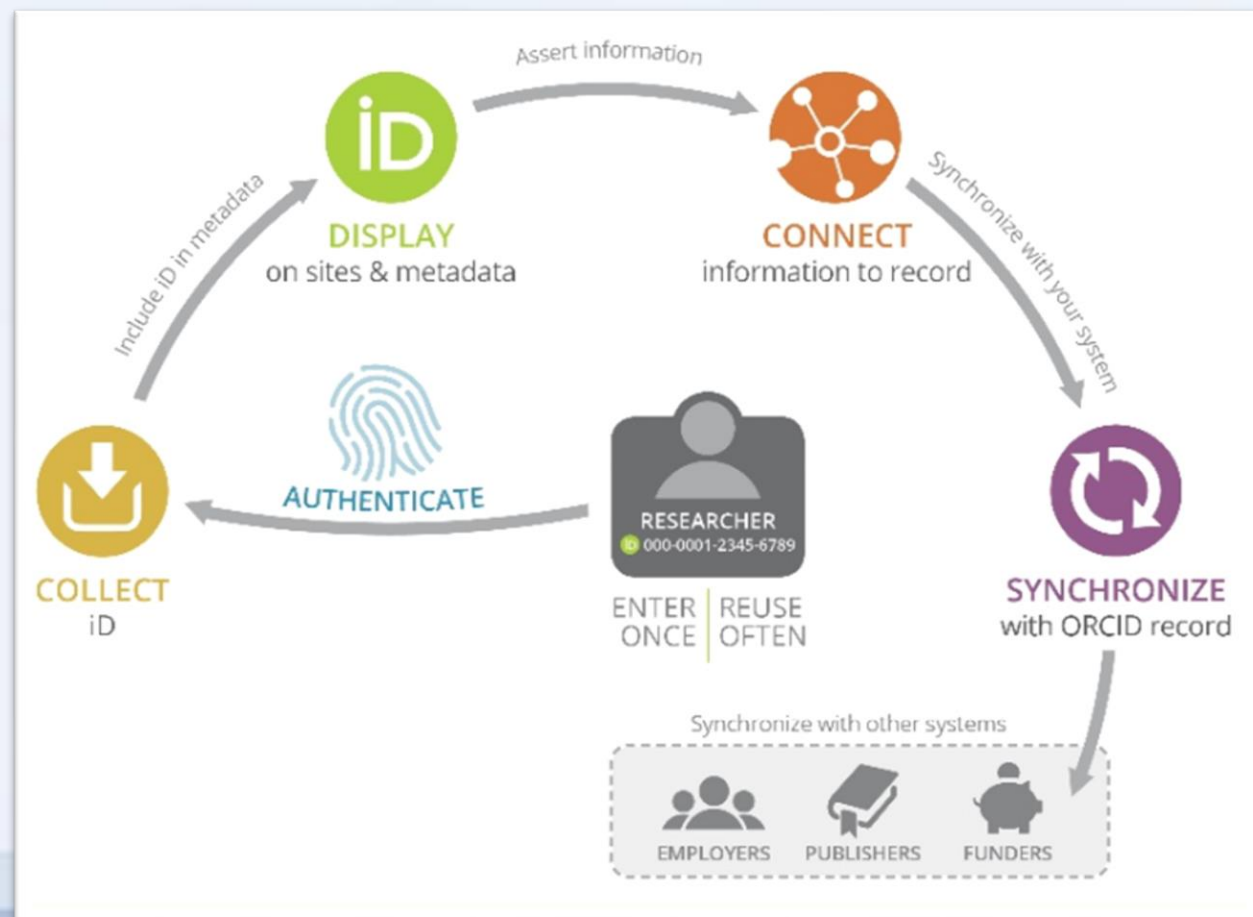 Assert information
iD
DISPLAY
on sites & metadata
Include iD in metadata
CONNECT
information to record
Synchronize with your system
AUTHENTICATE
COLLECT
iD
RESEARCHER
iD 000-0001-2345-6789
ENTER ONCE
REUSE OFTEN
SYNCHRONIZE
with ORCID record
Synchronize with other systems
EMPLOYERS
PUBLISHERS
FUNDERS